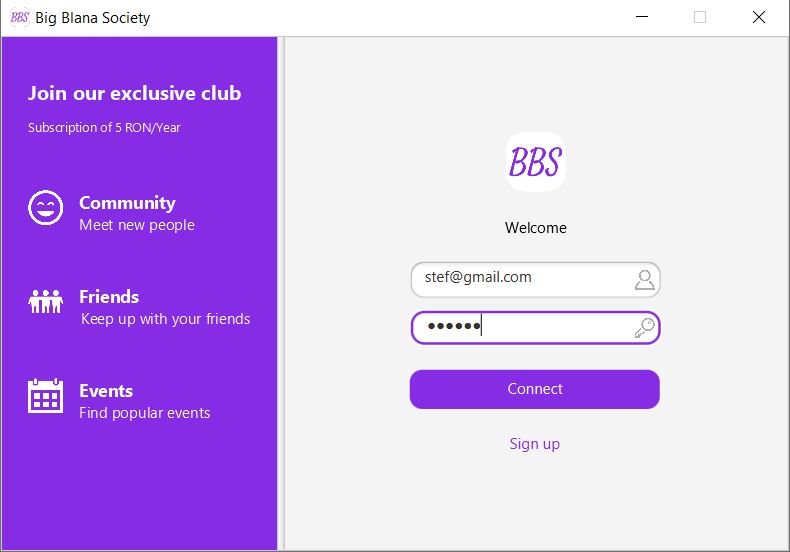 BBS Big Blana Society
Join our exclusive club
Subscription of 5 RON/Year
Community
Meet new people
Friends
Keep up with your friends
Events
Find popular events
BBS
Welcome
stef@gmail.com
••••••
Connect
Sign up